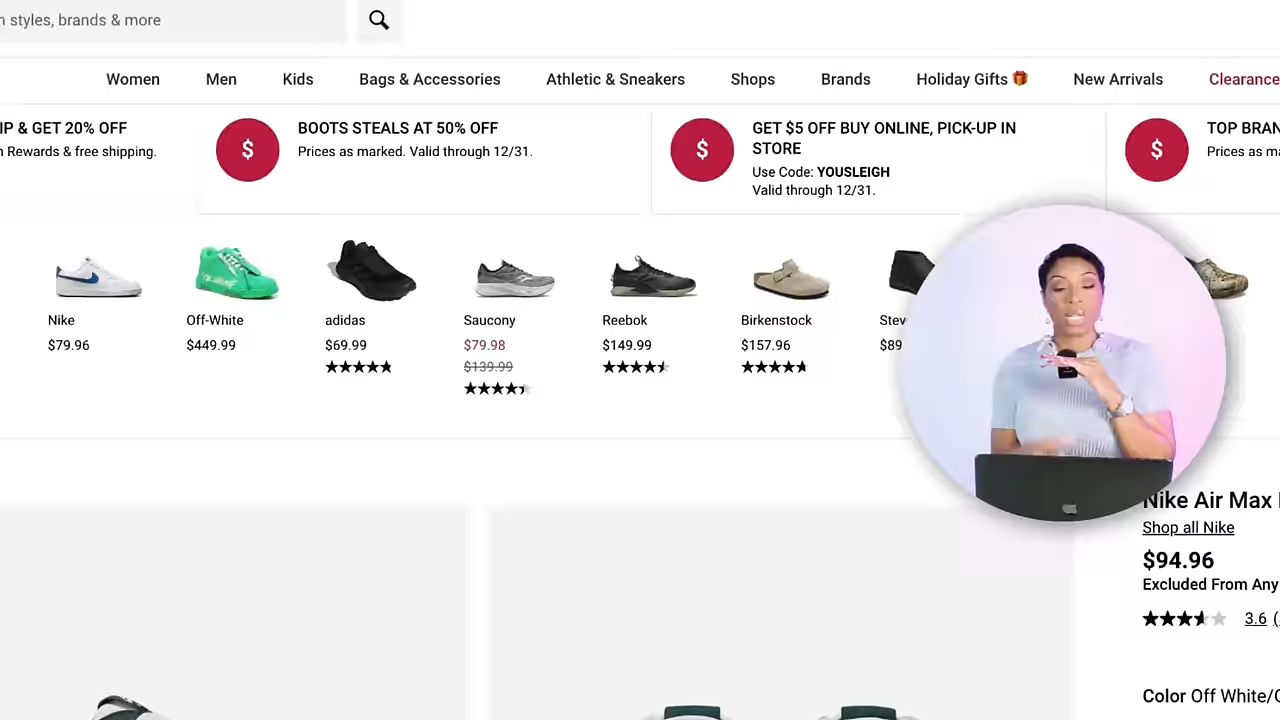 styles, brands & more
Women Men Kids Bags & Accessories Athletic & Sneakers Shops Brands Holiday Gifts New Arrivals Clearance
& GET 20% OFF
Rewards & free shipping.
$
BOOTS STEALS AT 50% OFF
Prices as marked. Valid through 12/31.
$
GET $5 OFF BUY ONLINE, PICK-UP IN
STORE
Use Code: YOUSLEIGH
Valid through 12/31.
$
TOP
Prices as
Nike
$79.96
Off-White
$449.99
adidas
$69.99
Saucony
$79.98
$139.99
Reebok
$149.99
Birkenstock
$157.96
$89
Nike Air Max
Shop all Nike
$94.96
Excluded From Any
3.6 (
Color Off White/